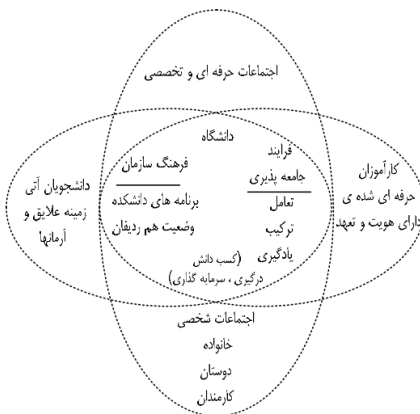 اجتماعات حرفه ای و تخصصی
دانشگاه
فرایند
جامعه پذیری
تعامل
ترکیب
یادگیری
(کسب دانش
درگیری ، سرمایه گذاری)
فرهنگ سازمان
برنامه های دانشکده
وضعیت هم ردیفان
کارآموزان
حرفه ای شده ی
دارای هویت و تعهد
دانشجویان آتی
زمینه علایق و
آرمانها
اجتماعات شخصی
خانواده
دوستان
کارمندان